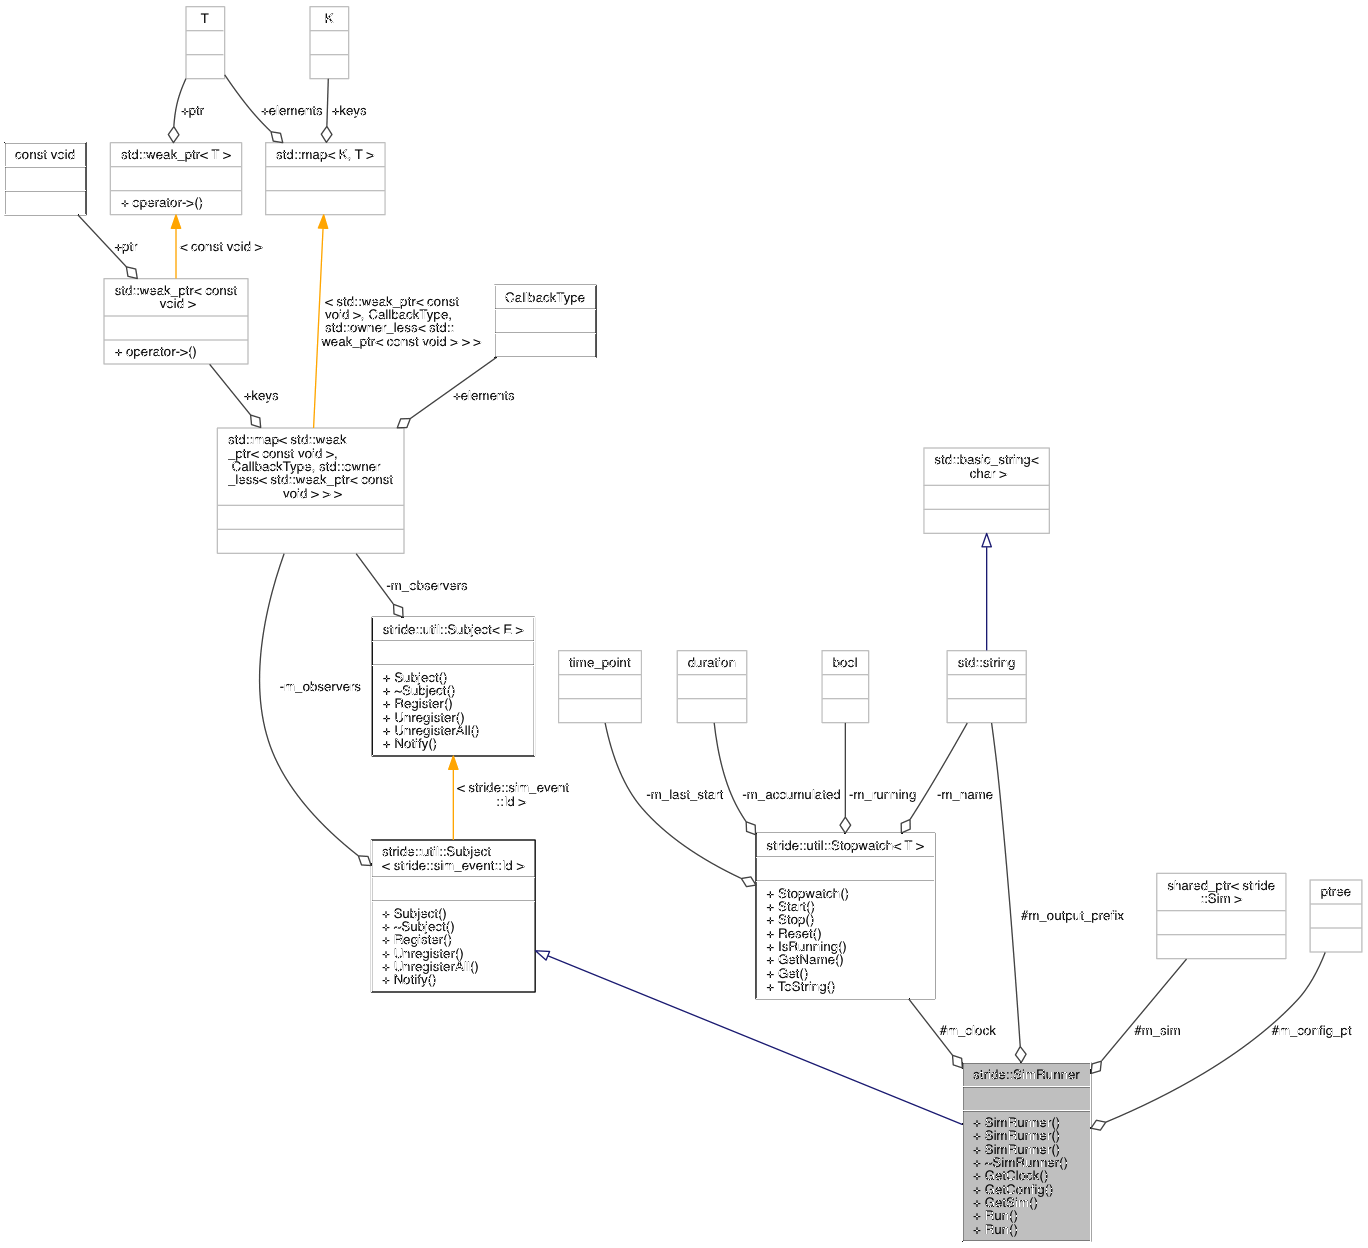 T
K
+ptr
+elements
+keys
const void
std::weak_ptr< T >
+ operator->()
std::map< K, T >
+ptr
< const void >
std::weak_ptr< const
void >
+ operator->()
< std::weak_ptr< const
void >, CallbackType,
std::owner_less< std::
weak_ptr< const void > > >
CallbackType
+keys
+elements
std::map< std::weak
_ptr< const void >,
CallbackType, std::owner
_less< std::weak_ptr< const
void > > >
std::basic_string<
char >
-m_observers
-m_observers
stride::util::Subject< E >
+ Subject()
+ ~Subject()
+ Register()
+ Unregister()
+ UnregisterAll()
+ Notify()
time_point
duration
bool
std::string
< stride::sim_event
::Id >
-m_last_start
-m_accumulated
-m_running
-m_name
stride::util::Subject
< stride::sim_event::Id >
+ Subject()
+ ~Subject()
+ Register()
+ Unregister()
+ UnregisterAll()
+ Notify()
stride::util::Stopwatch< T >
+ Stopwatch()
+ Start()
+ Stop()
+ Reset()
+ IsRunning()
+ GetName()
+ Get()
+ ToString()
#m_output_prefix
shared_ptr< stride
::Sim >
ptree
#m_clock
#m_sim
#m_config_pt
stride::SimRunner
+ SimRunner()
+ SimRunner()
+ SimRunner()
+ ~SimRunner()
+ GetClock()
+ GetConfig()
+ GetSim()
+ Run()
+ Run()